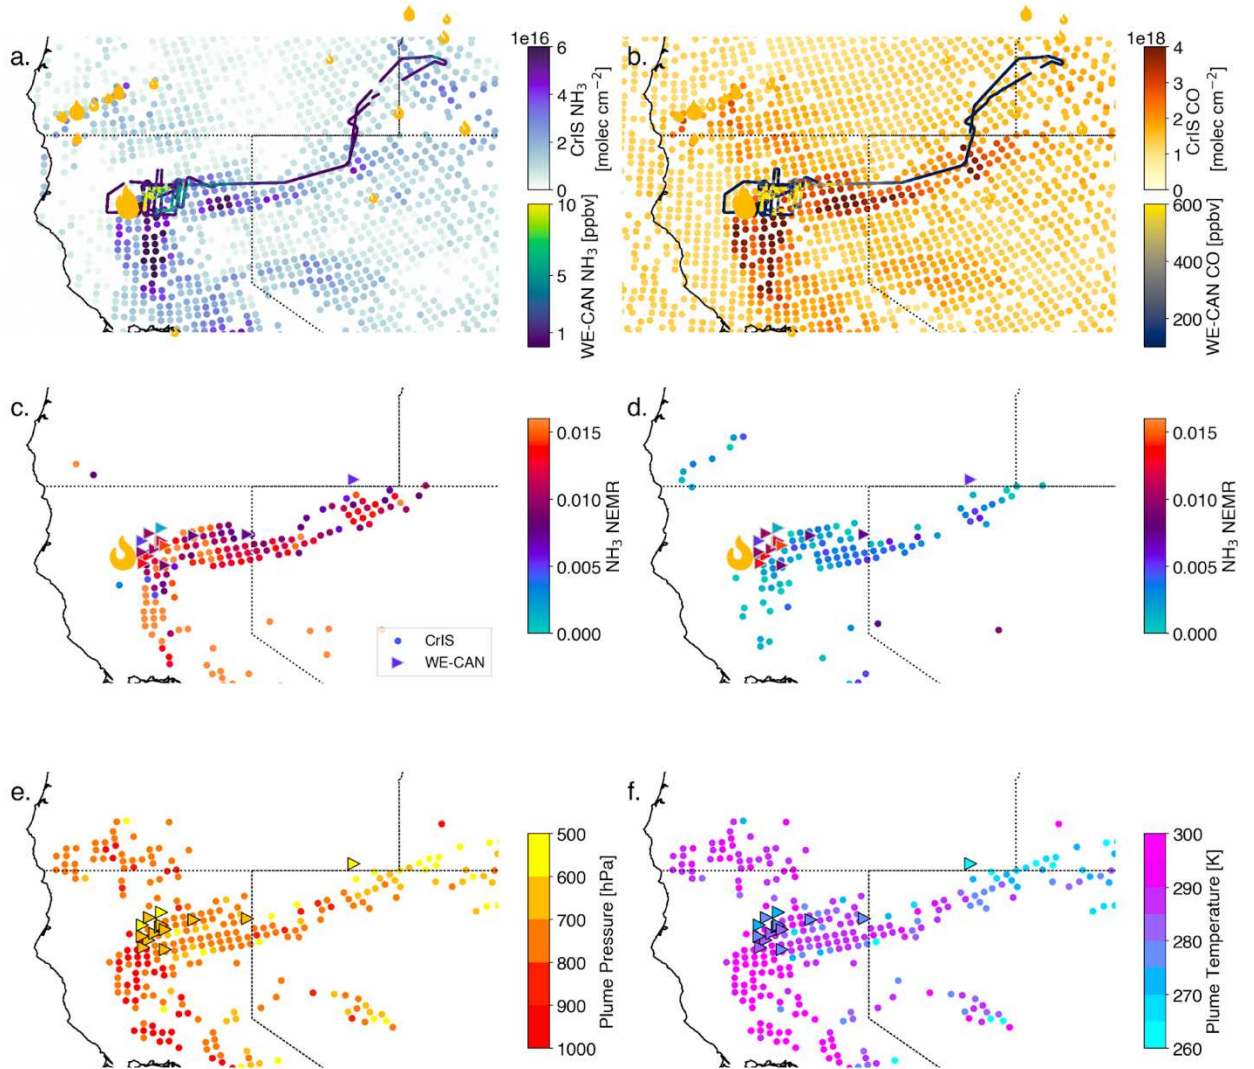 a.
1e16
6
4
2
0
CrIS NH₃
[molec cm⁻²]
10
5
1
WE-CAN NH₃ [ppbv]
b.
1e18
4
3
2
1
0
CrIS CO
[molec cm⁻²]
600
400
200
WE-CAN CO [ppbv]
c.
0.015
0.010
0.005
0.000
NH₃ NEMR
CrIS
WE-CAN
d.
0.015
0.010
0.005
0.000
NH₃ NEMR
e.
500
600
700
800
900
1000
Plume Pressure [hPa]
f.
300
290
280
270
260
Plume Temperature [K]